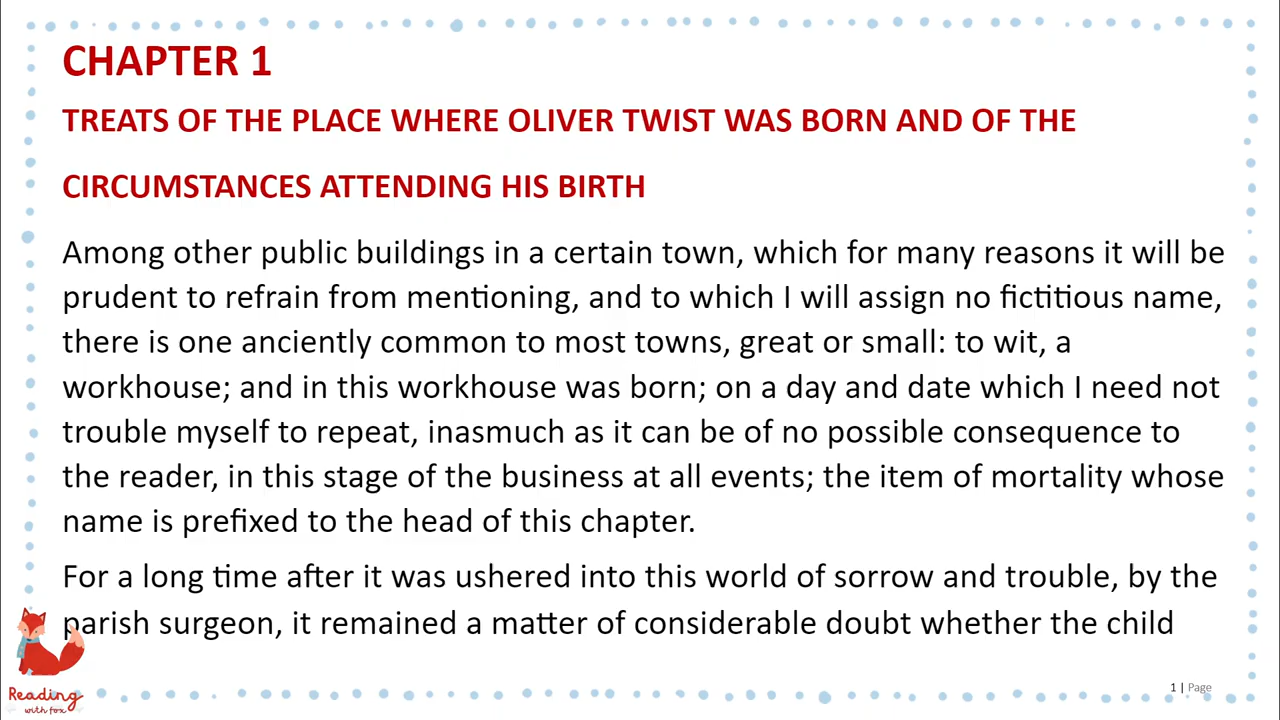 CHAPTER 1
TREATS OF THE PLACE WHERE OLIVER TWIST WAS BORN AND OF THE
CIRCUMSTANCES ATTENDING HIS BIRTH
Among other public buildings in a certain town, which for many reasons it will be
prudent to refrain from mentioning, and to which I will assign no fictitious name,
there is one anciently common to most towns, great or small: to wit, a
workhouse; and in this workhouse was born; on a day and date which I need not
trouble myself to repeat, inasmuch as it can be of no possible consequence to
the reader, in this stage of the business at all events; the item of mortality whose
name is prefixed to the head of this chapter.
For a long time after it was ushered into this world of sorrow and trouble, by the
parish surgeon, it remained a matter of considerable doubt whether the child
Reading
with fox
1 | Page